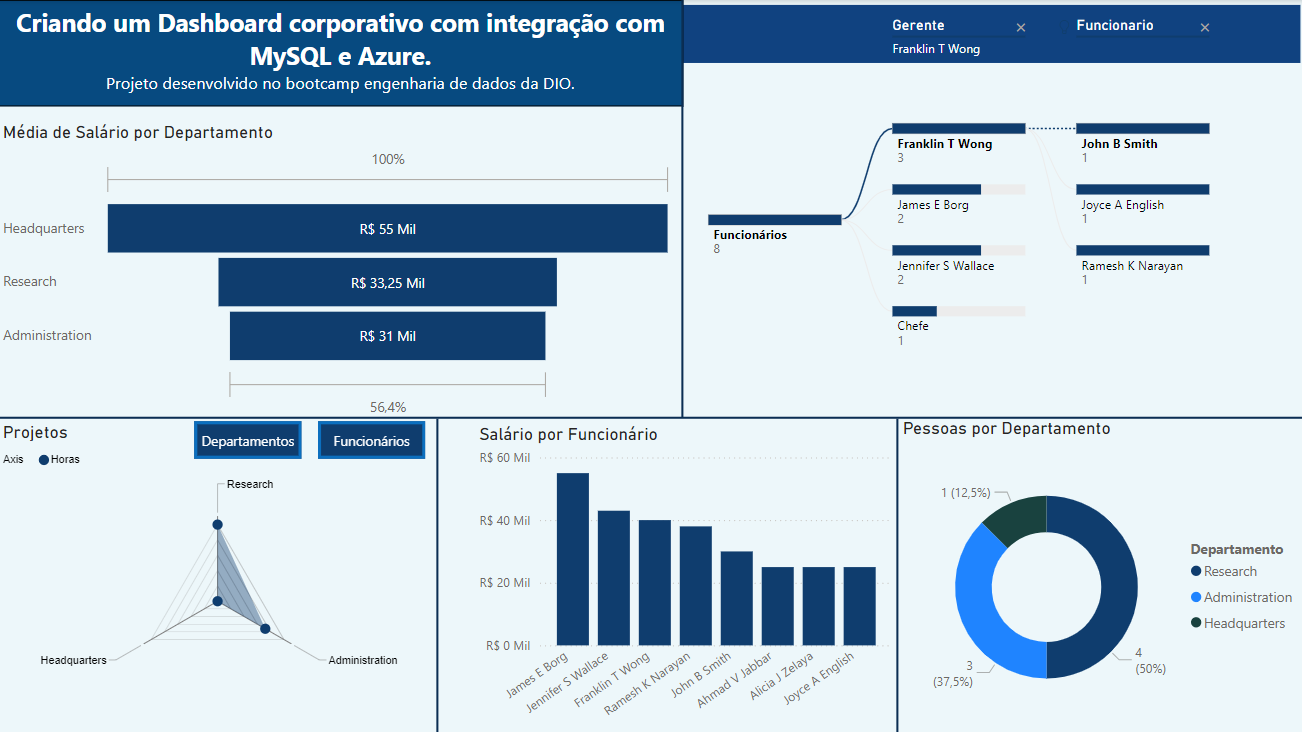 Criando um Dashboard corporativo com integração com
MySQL e Azure.
Projeto desenvolvido no bootcamp engenharia de dados da DIO.
Gerente
Franklin T Wong
Funcionario
Média de Salário por Departamento
100%
Headquarters
R$ 55 Mil
Research
R$ 33,25 Mil
Administration
R$ 31 Mil
56,4%
Funcionários
8
Franklin T Wong
3
James E Borg
2
Jennifer S Wallace
2
Chefe
1
John B Smith
1
Joyce A English
1
Ramesh K Narayan
1
Projetos
Departamentos
Funcionários
Axis
Horas
Research
Headquarters
Administration
Salário por Funcionário
R$ 60 Mil
R$ 40 Mil
R$ 20 Mil
R$ 0 Mil
James E Borg
Jennifer S Wallace
Franklin T Wong
Ramesh K Narayan
John B Smith
Ahmad V Jabbar
Alicia J Zelaya
Joyce A English
Pessoas por Departamento
1 (12,5%)
3
(37,5%)
4
(50%)
Departamento
Research
Administration
Headquarters